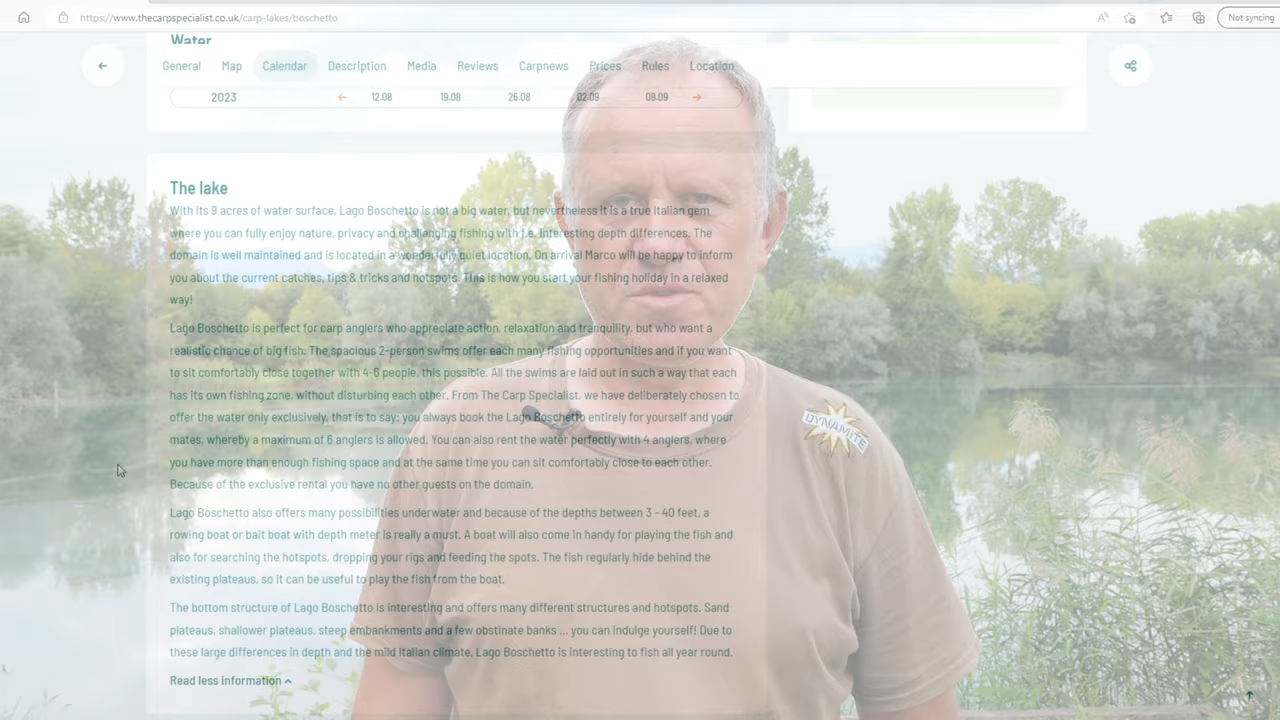 https://www.thecarpspecialist.co.uk/carp-lakes/boschetto
Not syncing
Water
General Map Calendar Description Media Reviews Carpnews Prices Rules Location
2023 12.08 19.08 26.08 02.09 09.09
The lake
With its 9 acres of water surface, Lago Boschetto is not a big water, but nevertheless it is a true Italian gem
where you can fully enjoy nature, privacy and challenging fishing with f.e. interesting depth differences. The
domain is well maintained and is located in a wonderfully quiet location. On arrival Marco will be happy to inform
you about the current catches, tips & tricks and hotspots. This is how you start your fishing holiday in a relaxed
way!
Lago Boschetto is perfect for carp anglers who appreciate action, relaxation and tranquility, but who want a
realistic chance of big fish. The spacious 2-person swims offer each many fishing opportunities and if you want
to sit comfortably close together with 4-6 people, this possible. All the swims are laid out in such a way that each
has its own fishing zone, without disturbing each other. From The Carp Specialist, we have deliberately chosen to
offer the water only exclusively, that is to say; you always book the Lago Boschetto entirely for yourself and your
mates, whereby a maximum of 6 anglers is allowed. You can also rent the water perfectly with 4 anglers, where
you have more than enough fishing space and at the same time you can sit comfortably close to each other.
Because of the exclusive rental you have no other guests on the domain.
Lago Boschetto also offers many possibilities underwater and because of the depths between 3 - 40 feet, a
rowing boat or bait boat with depth meter is really a must. A boat will also come in handy for playing the fish and
also for searching the hotspots, dropping your rigs and feeding the spots. The fish regularly hide behind the
existing plateaus, so it can be useful to play the fish from the boat.
The bottom structure of Lago Boschetto is interesting and offers many different structures and hotspots. Sand
plateaus, shallower plateaus, steep embankments and a few obstinate banks ... you can indulge yourself! Due to
these large differences in depth and the mild Italian climate, Lago Boschetto is interesting to fish all year round.
Read less information
DYNAMITE